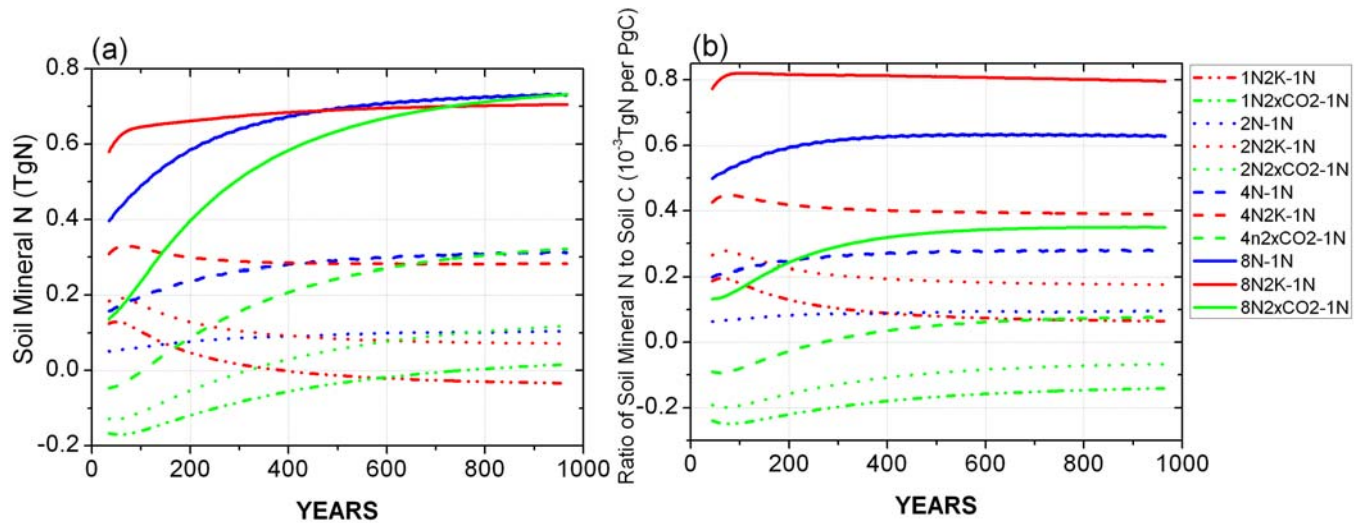 (a)
Soil Mineral N (TgN)
0.8
0.6
0.4
0.2
0.0
-0.2
0 200 400 600 800 1000
YEARS
(b)
Ratio of Soil Mineral N to Soil C (10-3TgN per PgC)
0.8
0.6
0.4
0.2
0.0
-0.2
0 200 400 600 800 1000
YEARS
1N2K-1N
1N2xCO2-1N
2N-1N
2N2K-1N
2N2xCO2-1N
4N-1N
4N2K-1N
4n2xCO2-1N
8N-1N
8N2K-1N
8N2xCO2-1N